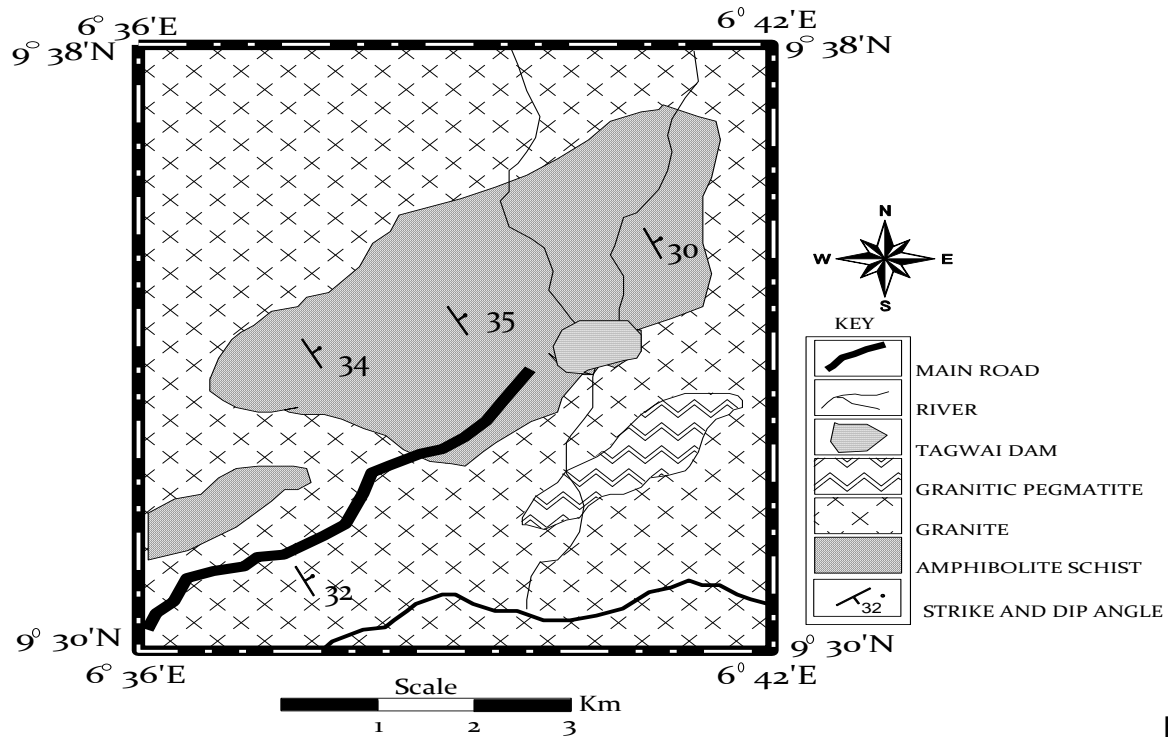 6° 36'E
6° 42'E
9° 38'N
9° 38'N
N
W E
S
30
35
34
32
KEY
MAIN ROAD
RIVER
TAGWAI DAM
GRANITIC PEGMATITE
GRANITE
AMPHIBOLITE SCHIST
32
STRIKE AND DIP ANGLE
9° 30'N
9° 30'N
6° 36'E
6° 42'E
Scale
Km
1 2 3